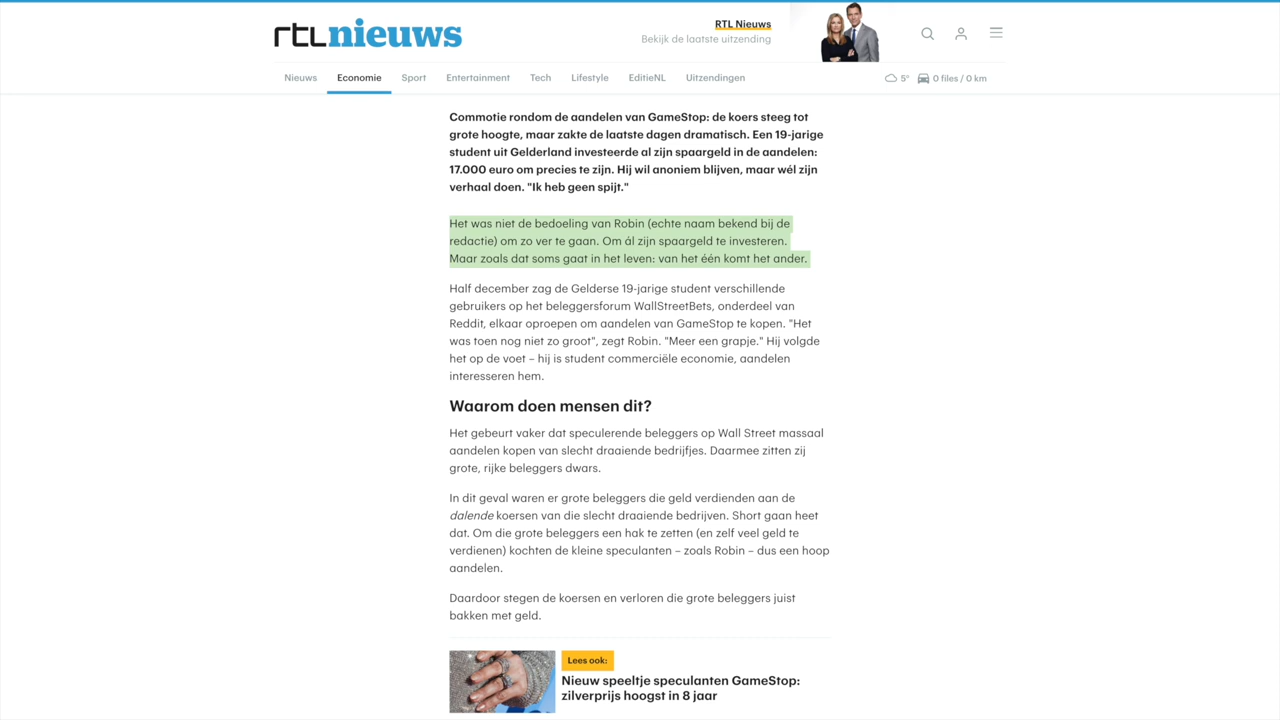 rtlnieuws
RTL Nieuws
Bekijk de laatste uitzending
Nieuws Economie Sport Entertainment Tech Lifestyle EditieNL Uitzendingen 5° 0 files / 0 km
Commotie rondom de aandelen van GameStop: de koers steeg tot
grote hoogte, maar zakte de laatste dagen dramatisch. Een 19-jarige
student uit Gelderland investeerde al zijn spaargeld in de aandelen:
17.000 euro om precies te zijn. Hij wil anoniem blijven, maar wél zijn
verhaal doen. "Ik heb geen spijt."
Het was niet de bedoeling van Robin (echte naam bekend bij de
redactie) om zo ver te gaan. Om ál zijn spaargeld te investeren.
Maar zoals dat soms gaat in het leven: van het één komt het ander.
Half december zag de Gelderse 19-jarige student verschillende
gebruikers op het beleggersforum WallStreetBets, onderdeel van
Reddit, elkaar oproepen om aandelen van GameStop te kopen. "Het
was toen nog niet zo groot", zegt Robin. "Meer een grapje." Hij volgde
het op de voet – hij is student commerciële economie, aandelen
interesseren hem.
Waarom doen mensen dit?
Het gebeurt vaker dat speculerende beleggers op Wall Street massaal
aandelen kopen van slecht draaiende bedrijfjes. Daarmee zitten zij
grote, rijke beleggers dwars.
In dit geval waren er grote beleggers die geld verdienden aan de
dalende koersen van die slecht draaiende bedrijven. Short gaan heet
dat. Om die grote beleggers een hak te zetten (en zelf veel geld te
verdienen) kochten de kleine speculanten – zoals Robin – dus een hoop
aandelen.
Daardoor stegen de koersen en verloren die grote beleggers juist
bakken met geld.
Lees ook:
Nieuw speeltje speculanten GameStop:
zilverprijs hoogst in 8 jaar